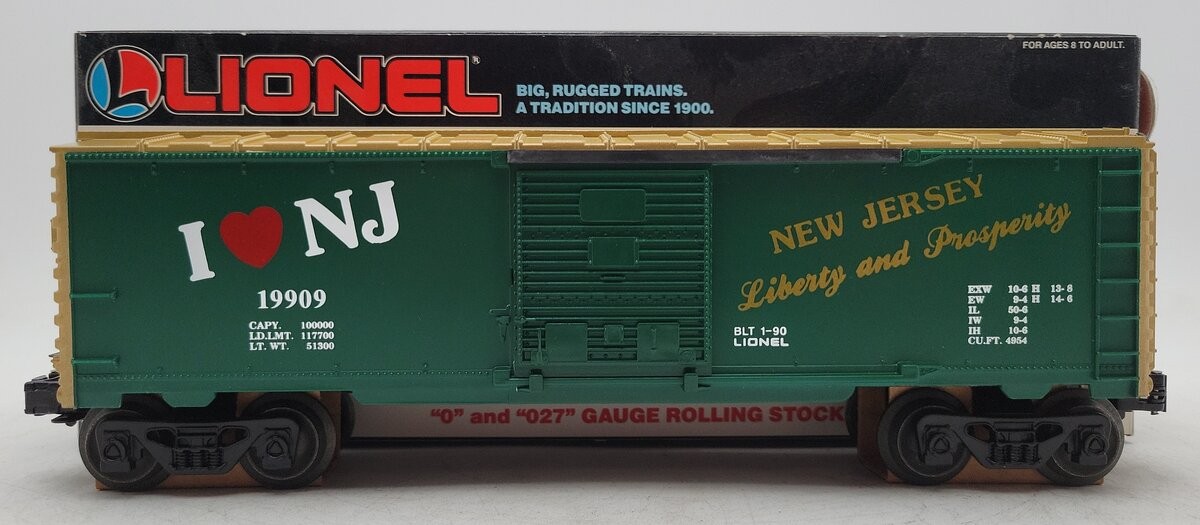 LIONEL
BIG, RUGGED TRAINS.
A TRADITION SINCE 1900.
FOR AGES 8 TO ADULT.
I ❤ NJ
19909
CAPY. 100000
LD.LMT. 117700
LT. WT. 51300
NEW JERSEY
Liberty and Prosperity
BLT 1-90
LIONEL
EXW 10-6 H 13-8
EW 9-4 H 14-6
IL 50-6
IW 9-4
IH 10-6
CU.FT. 4954
"O" and "027" GAUGE ROLLING STOCK